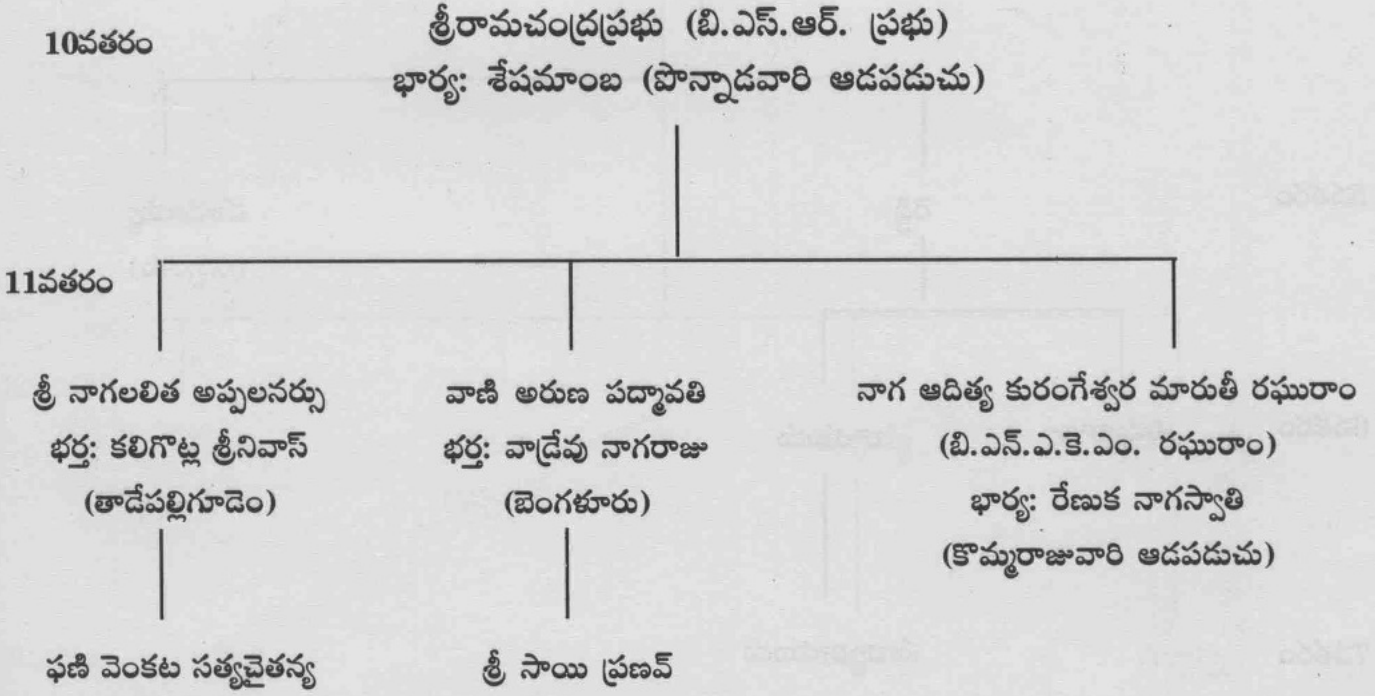 10వతరం
శ్రీరామచంద్రప్రభు (బి.ఎస్.ఆర్. ప్రభు)
భార్య: శేషమాంబ (పొన్నాడవారి ఆడపడుచు)
11వతరం
శ్రీ నాగలలిత అప్పలనర్సు
భర్త: కలిగొట్ల శ్రీనివాస్
(తాడేపల్లిగూడెం)
ఫణి వెంకట సత్యచైతన్య
వాణి అరుణ పద్మావతి
భర్త: వాడ్రేవు నాగరాజు
(బెంగళూరు)
శ్రీ సాయి ప్రణవ్
నాగ ఆదిత్య కురంగేశ్వర మారుతీ రఘురాం
(బి.ఎన్.ఎ.కె.ఎం. రఘురాం)
భార్య: రేణుక నాగస్వాతి
(కొమ్మరాజువారి ఆడపడుచు)